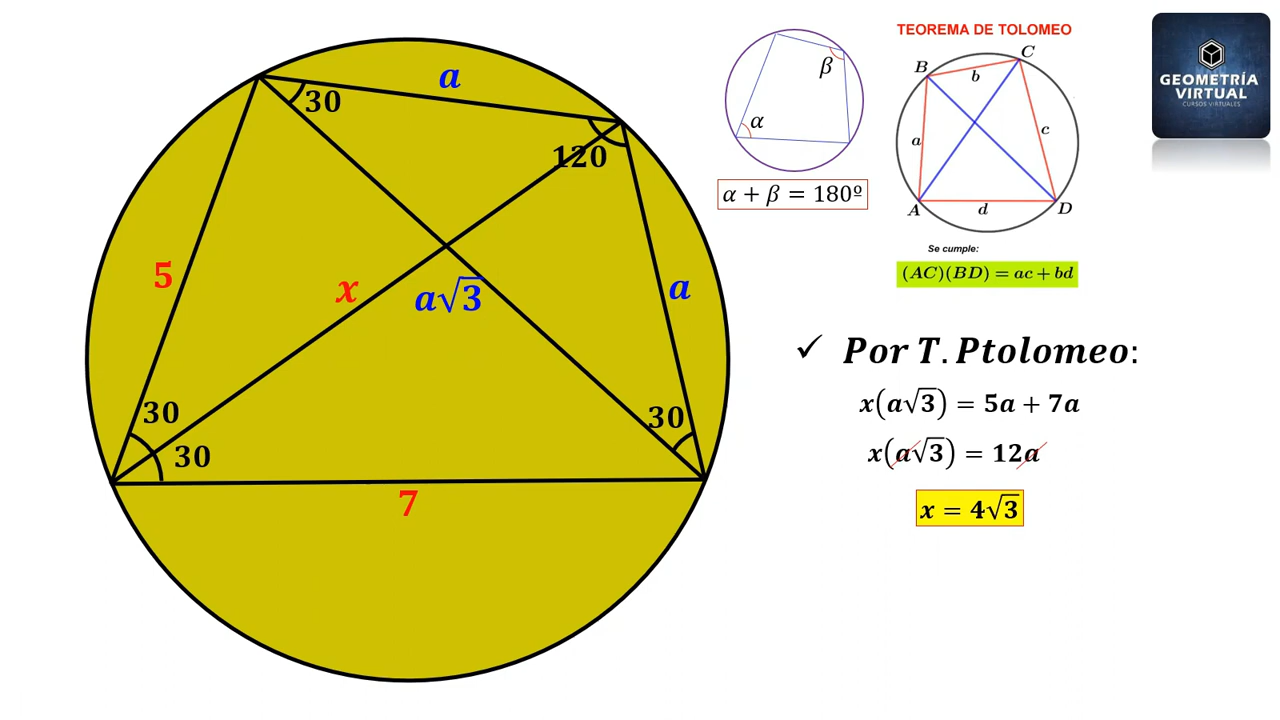 a
30
120
5
x
a√3
a
30
30
30
7
β
α
α + β = 180º
TEOREMA DE TOLOMEO
B
b
C
a
c
A
d
D
Se cumple:
(AC)(BD) = ac + bd
GEOMETRÍA
VIRTUAL
CURSOS VIRTUALES
✓ Por T. Ptolomeo:
x(a√3) = 5a + 7a
x(a√3) = 12a
x = 4√3